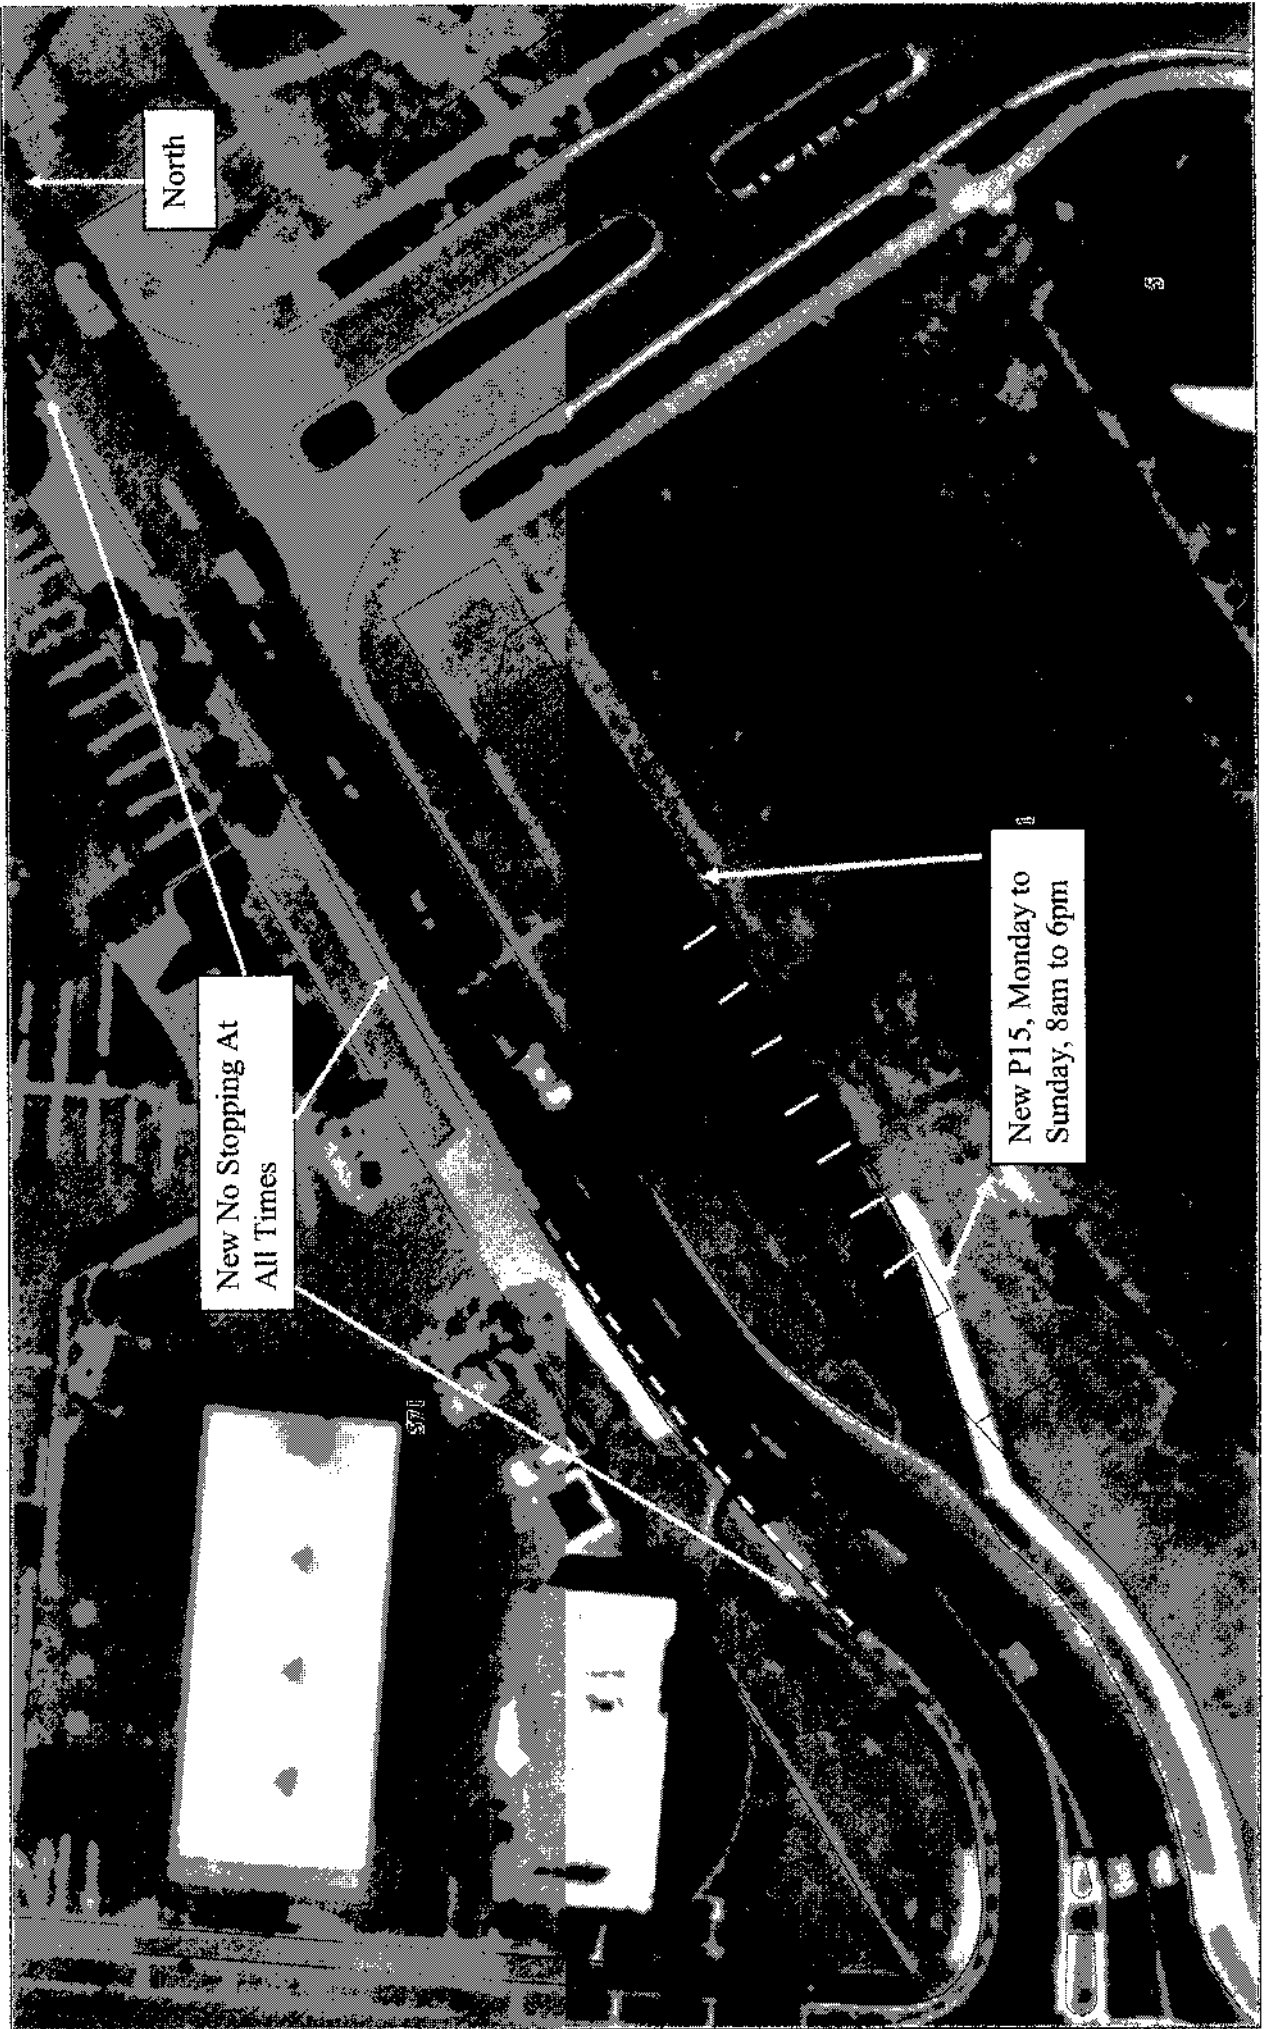 North
New No Stopping At
All Times
New P15, Monday to
Sunday, 8am to 6pm